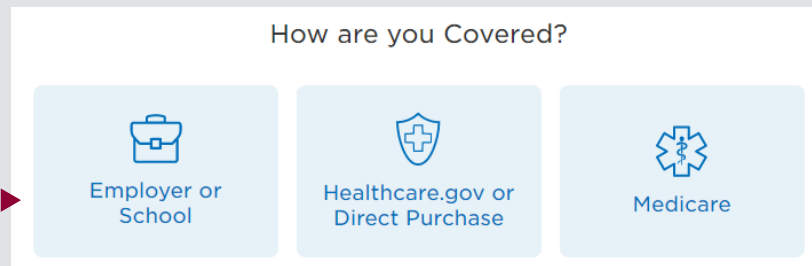 How are you Covered?
Employer or
School
Healthcare.gov or
Direct Purchase
Medicare